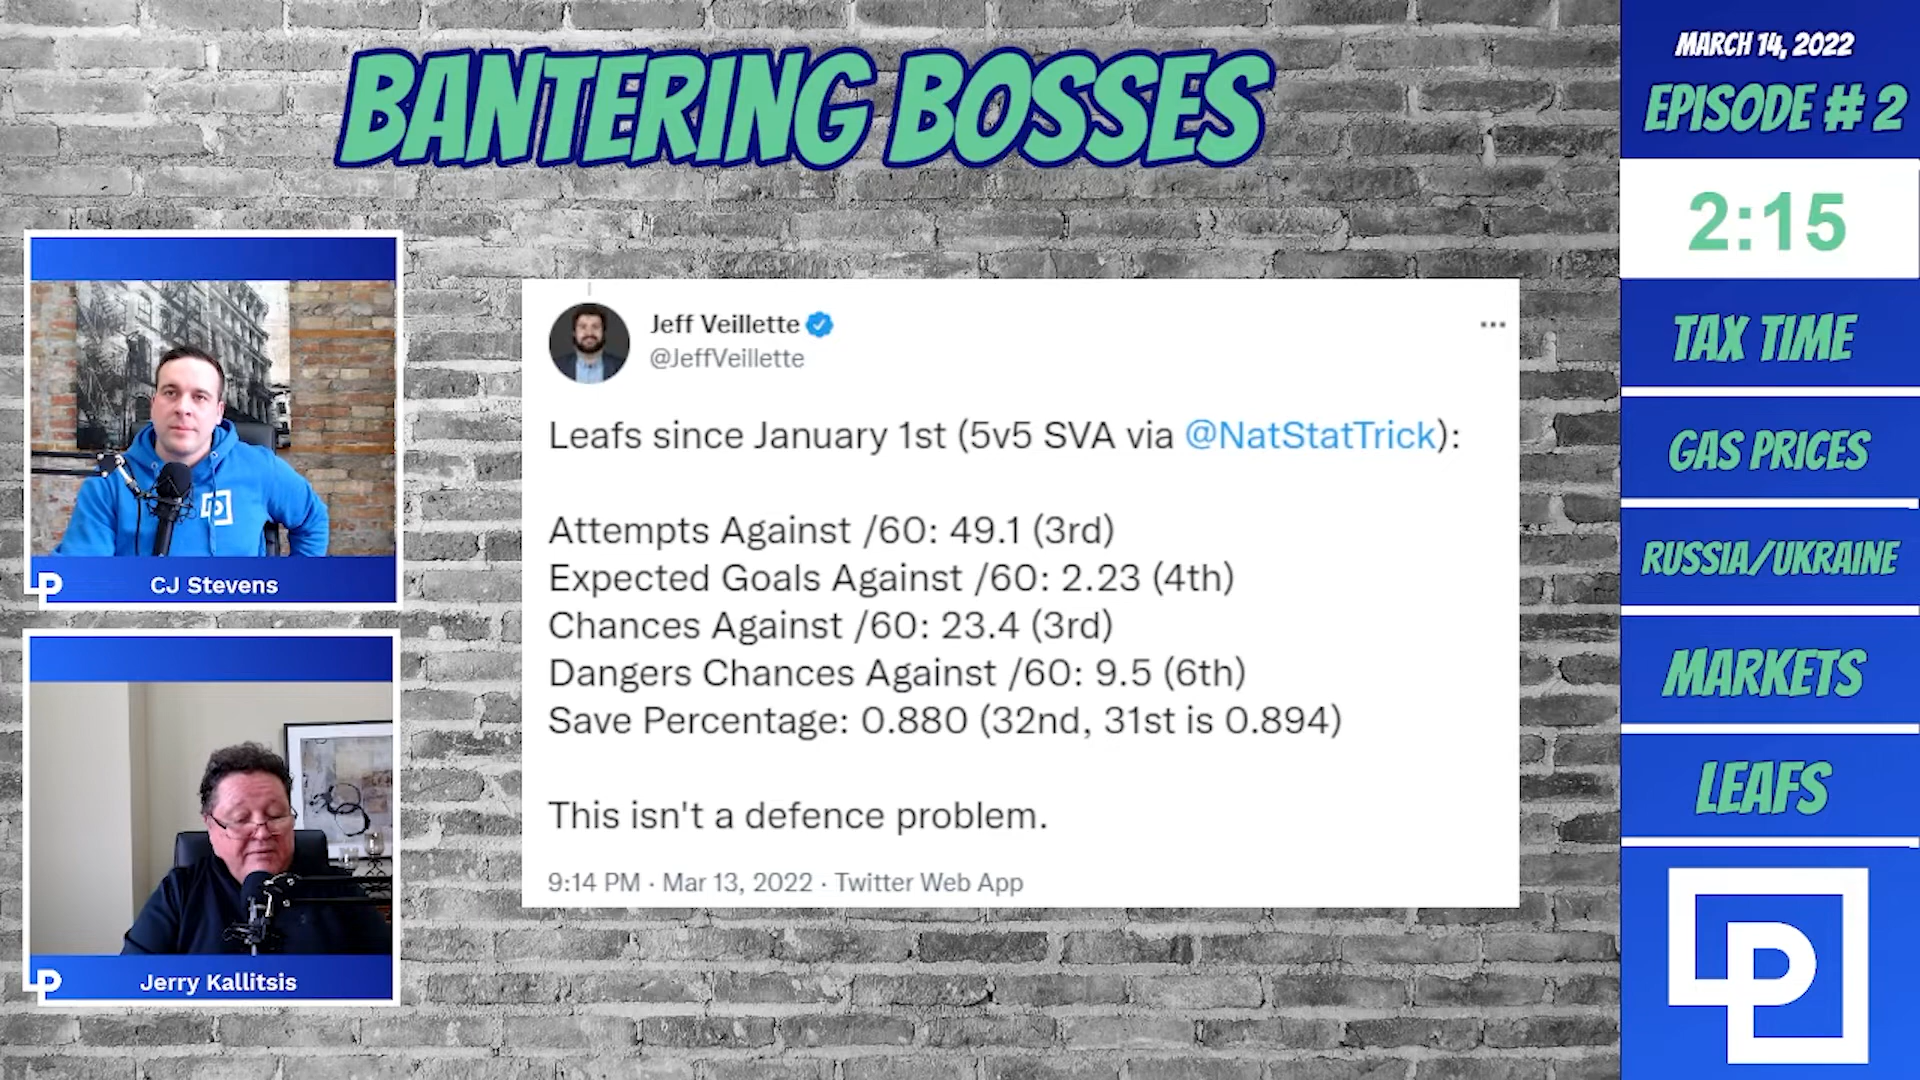 BANTERING BOSSES
MARCH 14, 2022
EPISODE # 2
2:15
TAX TIME
GAS PRICES
RUSSIA/UKRAINE
MARKETS
LEAFS
CJ Stevens
Jerry Kallitsis
Jeff Veillette
@JeffVeillette
Leafs since January 1st (5v5 SVA via @NatStatTrick):
Attempts Against /60: 49.1 (3rd)
Expected Goals Against /60: 2.23 (4th)
Chances Against /60: 23.4 (3rd)
Dangers Chances Against /60: 9.5 (6th)
Save Percentage: 0.880 (32nd, 31st is 0.894)
This isn't a defence problem.
9:14 PM · Mar 13, 2022 · Twitter Web App